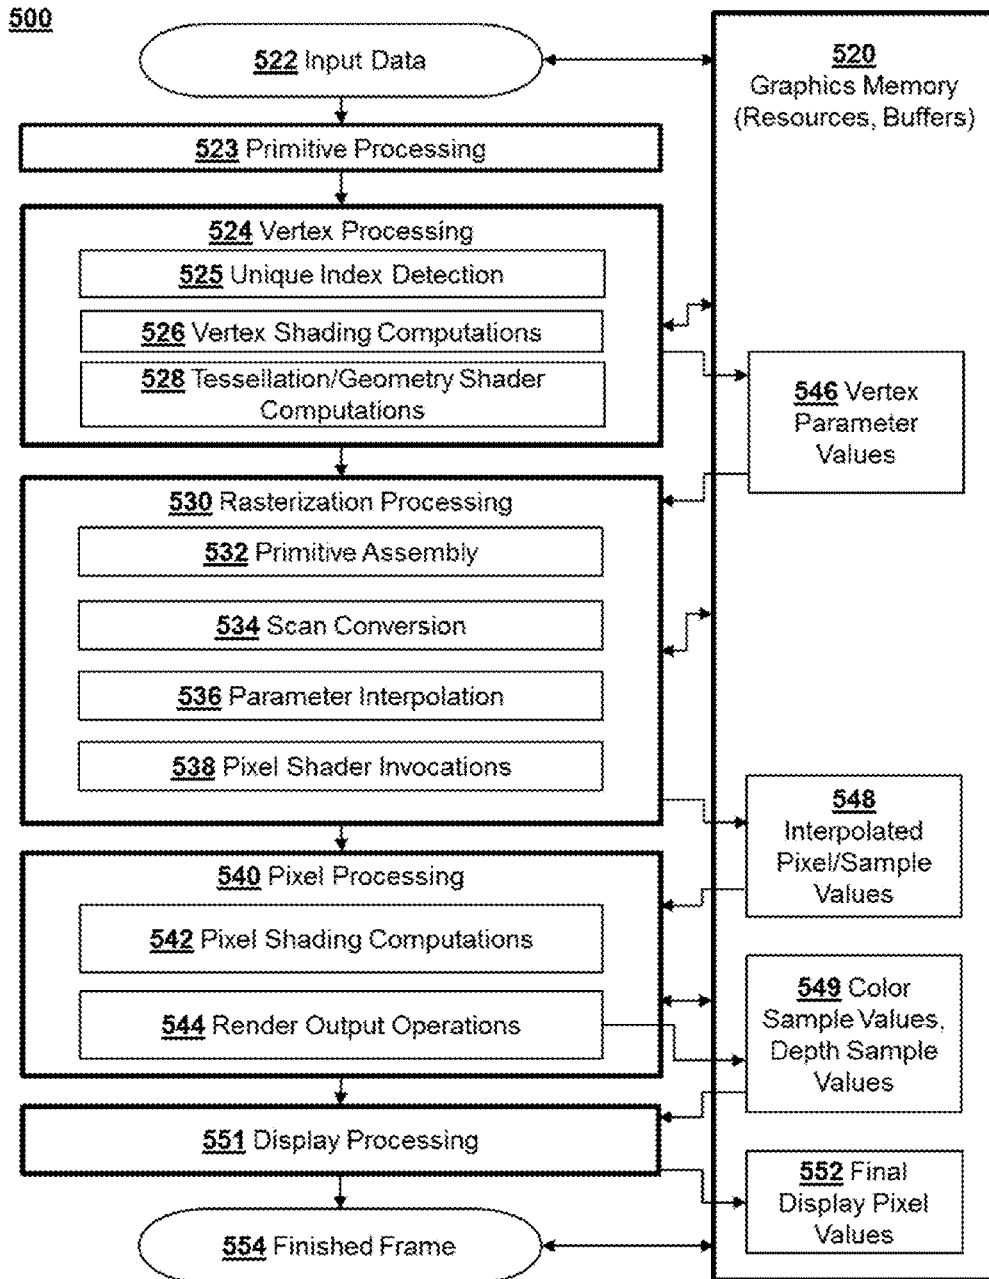 500
522 Input Data
523 Primitive Processing
524 Vertex Processing
525 Unique Index Detection
526 Vertex Shading Computations
528 Tessellation/Geometry Shader
Computations
530 Rasterization Processing
532 Primitive Assembly
534 Scan Conversion
536 Parameter Interpolation
538 Pixel Shader Invocations
540 Pixel Processing
542 Pixel Shading Computations
544 Render Output Operations
551 Display Processing
554 Finished Frame
520
Graphics Memory
(Resources, Buffers)
546 Vertex
Parameter
Values
548
Interpolated
Pixel/Sample
Values
549 Color
Sample Values,
Depth Sample
Values
552 Final
Display Pixel
Values